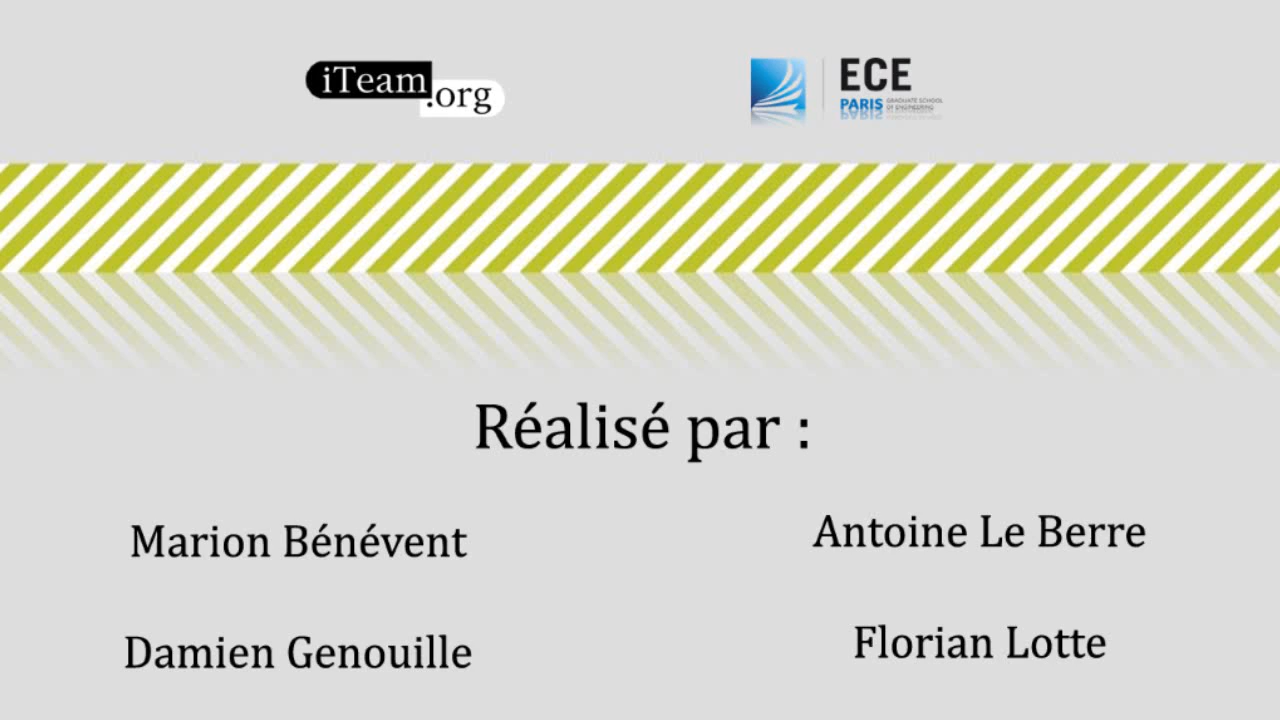 iTeam
.org
ECE
PARIS
GRADUATE SCHOOL
OF ENGINEERING
Réalisé par :
Marion Bénévent
Antoine Le Berre
Damien Genouille
Florian Lotte